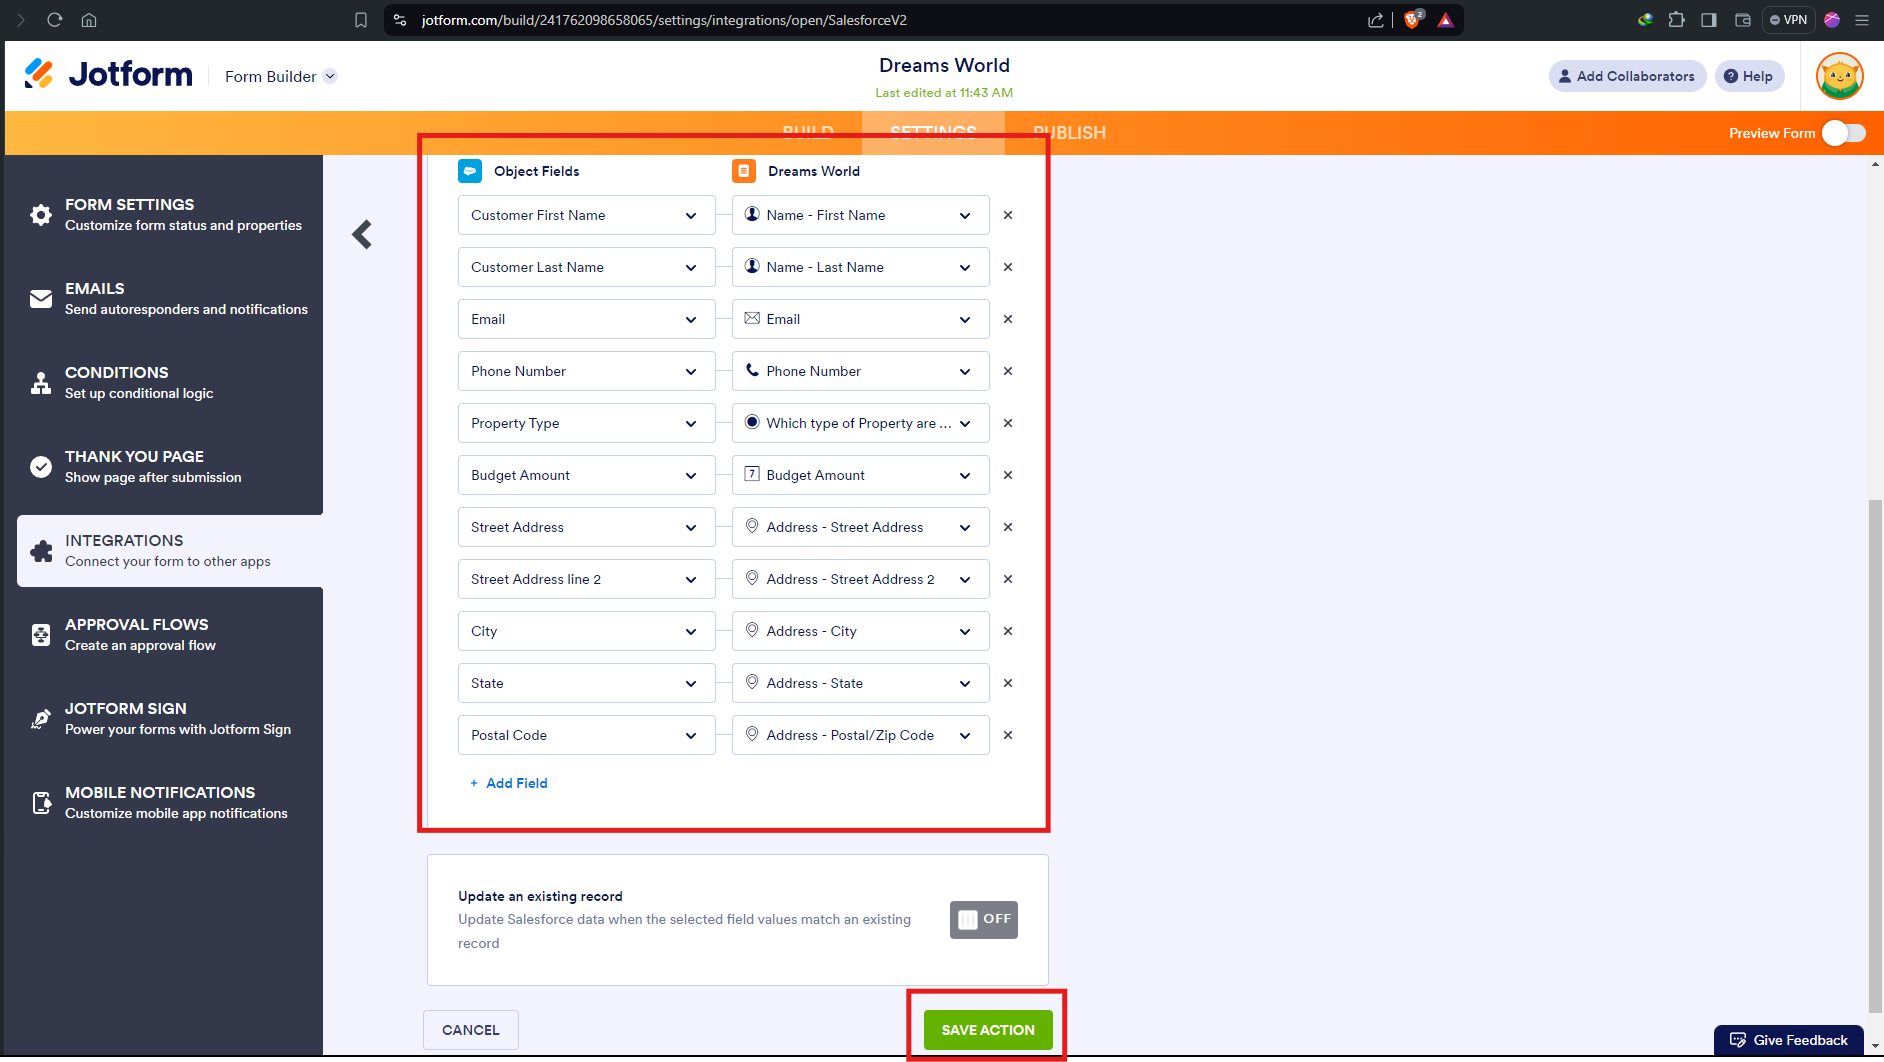 jotform.com/build/241762098658065/settings/integrations/open/SalesforceV2
2
VPN
Jotform
Form Builder
Dreams World
Last edited at 11:43 AM
Add Collaborators
Help
BUILD
SETTINGS
PUBLISH
Preview Form
FORM SETTINGS
Customize form status and properties
EMAILS
Send autoresponders and notifications
CONDITIONS
Set up conditional logic
THANK YOU PAGE
Show page after submission
INTEGRATIONS
Connect your form to other apps
APPROVAL FLOWS
Create an approval flow
JOTFORM SIGN
Power your forms with Jotform Sign
MOBILE NOTIFICATIONS
Customize mobile app notifications
Object Fields
Dreams World
Customer First Name
Name - First Name
Customer Last Name
Name - Last Name
Email
Email
Phone Number
Phone Number
Property Type
Which type of Property are ...
Budget Amount
7
Budget Amount
Street Address
Address - Street Address
Street Address line 2
Address - Street Address 2
City
Address - City
State
Address - State
Postal Code
Address - Postal/Zip Code
+ Add Field
Update an existing record
Update Salesforce data when the selected field values match an existing
record
OFF
CANCEL
SAVE ACTION
Give Feedback